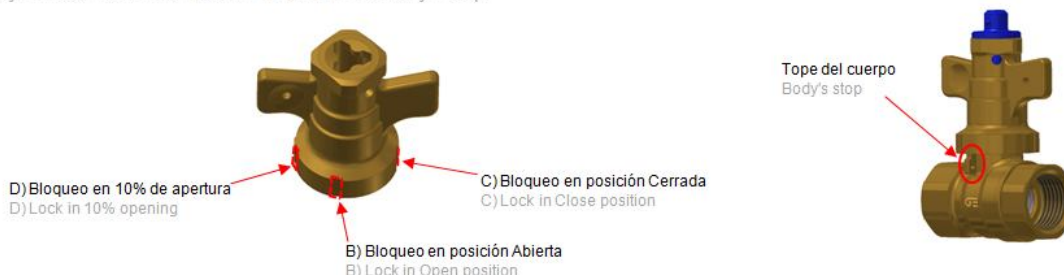 Tope del cuerpo
Body's stop
D) Bloqueo en 10% de apertura
D) Lock in 10% opening
C) Bloqueo en posición Cerrada
C) Lock in Close position
B) Bloqueo en posición Abierta
B) Lock in Open position